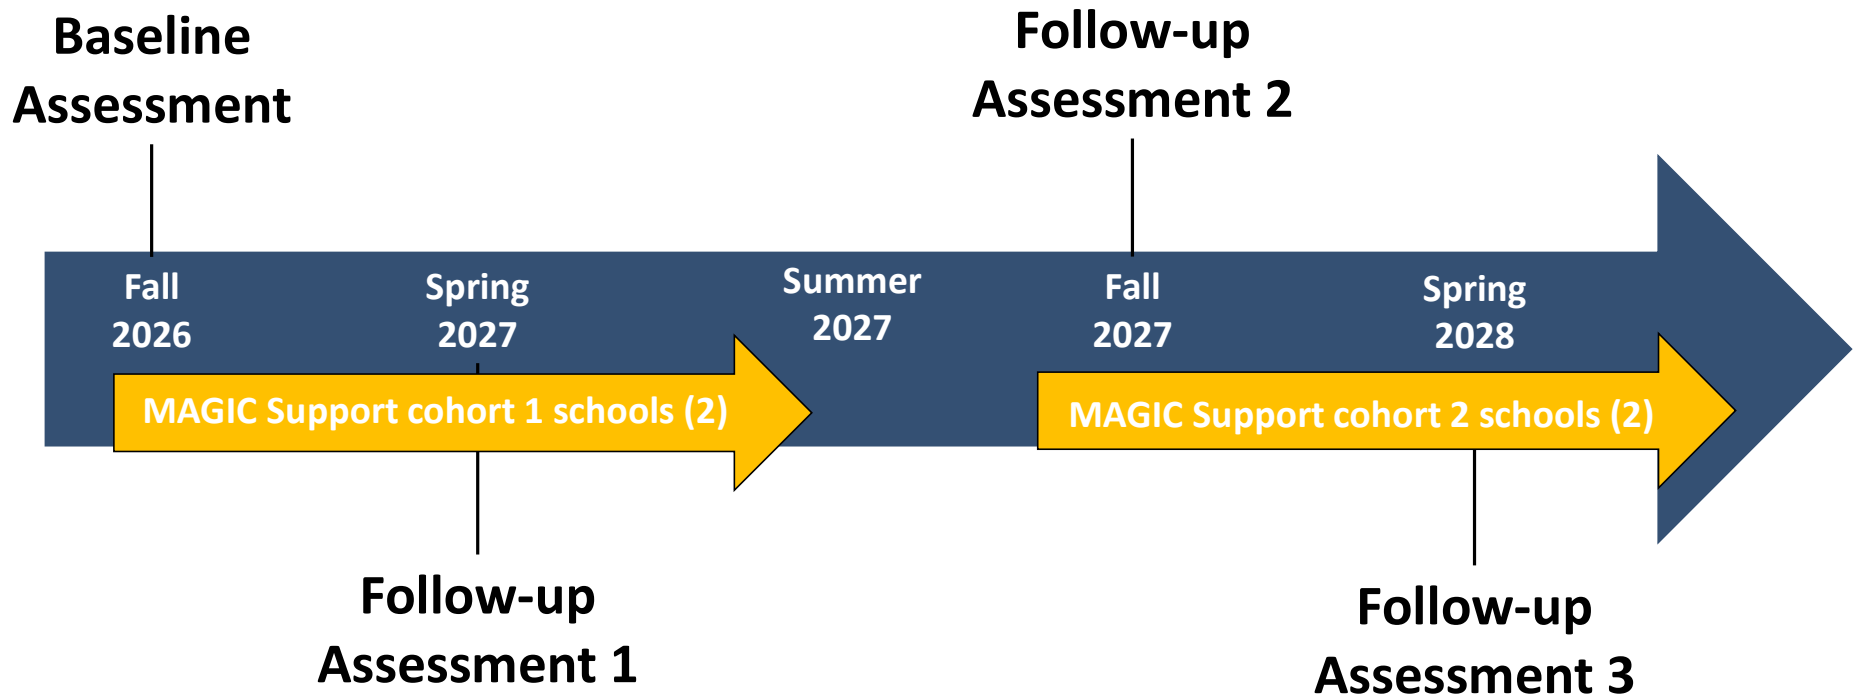 Baseline
Assessment
Follow-up
Assessment 2
Fall
2026
Spring
2027
Summer
2027
Fall
2027
Spring
2028
MAGIC Support cohort 1 schools (2)
MAGIC Support cohort 2 schools (2)
Follow-up
Assessment 1
Follow-up
Assessment 3